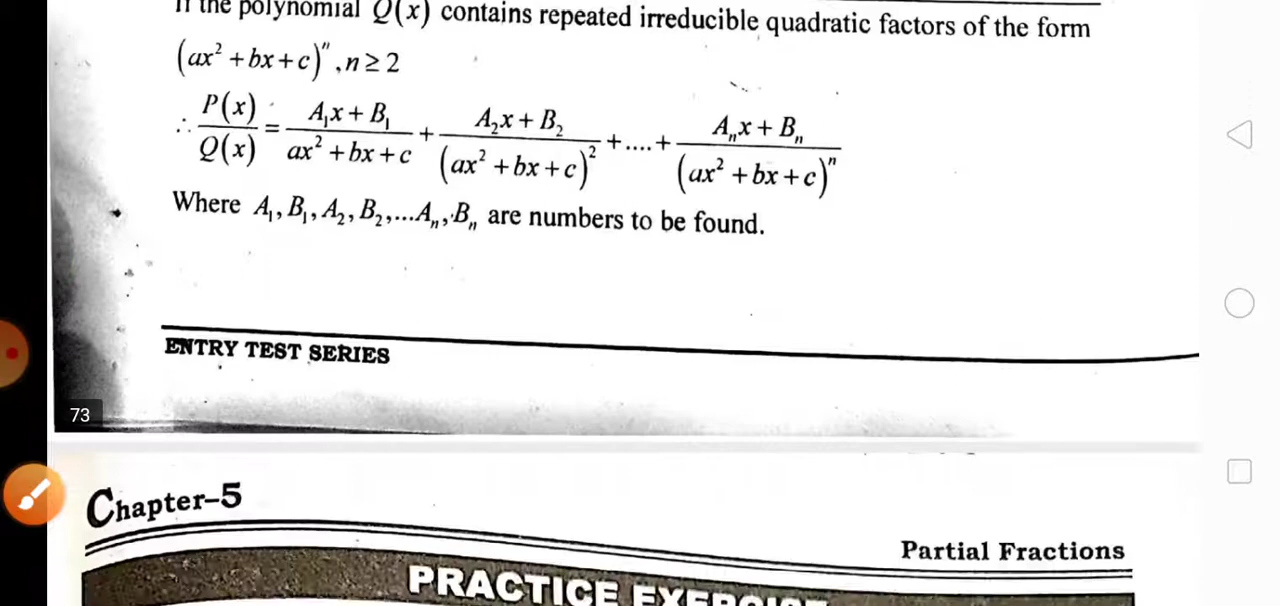 If the polynomial Q(x) contains repeated irreducible quadratic factors of the form
(ax² + bx + c)ⁿ, n ≥ 2
∴ P(x)/Q(x) = (A₁x + B₁)/(ax² + bx + c) + (A₂x + B₂)/(ax² + bx + c)² + .... + (Aₙx + Bₙ)/(ax² + bx + c)ⁿ
Where A₁, B₁, A₂, B₂,...Aₙ, Bₙ are numbers to be found.
ENTRY TEST SERIES
73
Chapter-5
Partial Fractions
PRACTICE EXERCISE